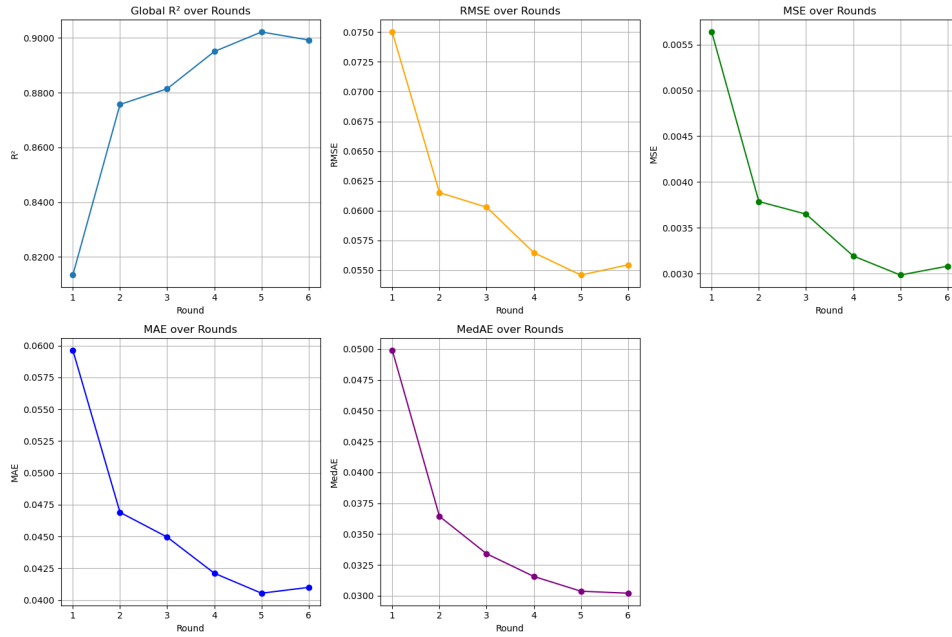 Global R² over Rounds
R²
0.9000
0.8800
0.8600
0.8400
0.8200
1 2 3 4 5 6
Round
RMSE over Rounds
RMSE
0.0750
0.0725
0.0700
0.0675
0.0650
0.0625
0.0600
0.0575
0.0550
1 2 3 4 5 6
Round
MSE over Rounds
MSE
0.0055
0.0050
0.0045
0.0040
0.0035
0.0030
1 2 3 4 5 6
Round
MAE over Rounds
MAE
0.0600
0.0575
0.0550
0.0525
0.0500
0.0475
0.0450
0.0425
0.0400
1 2 3 4 5 6
Round
MedAE over Rounds
MedAE
0.0500
0.0475
0.0450
0.0425
0.0400
0.0375
0.0350
0.0325
0.0300
1 2 3 4 5 6
Round